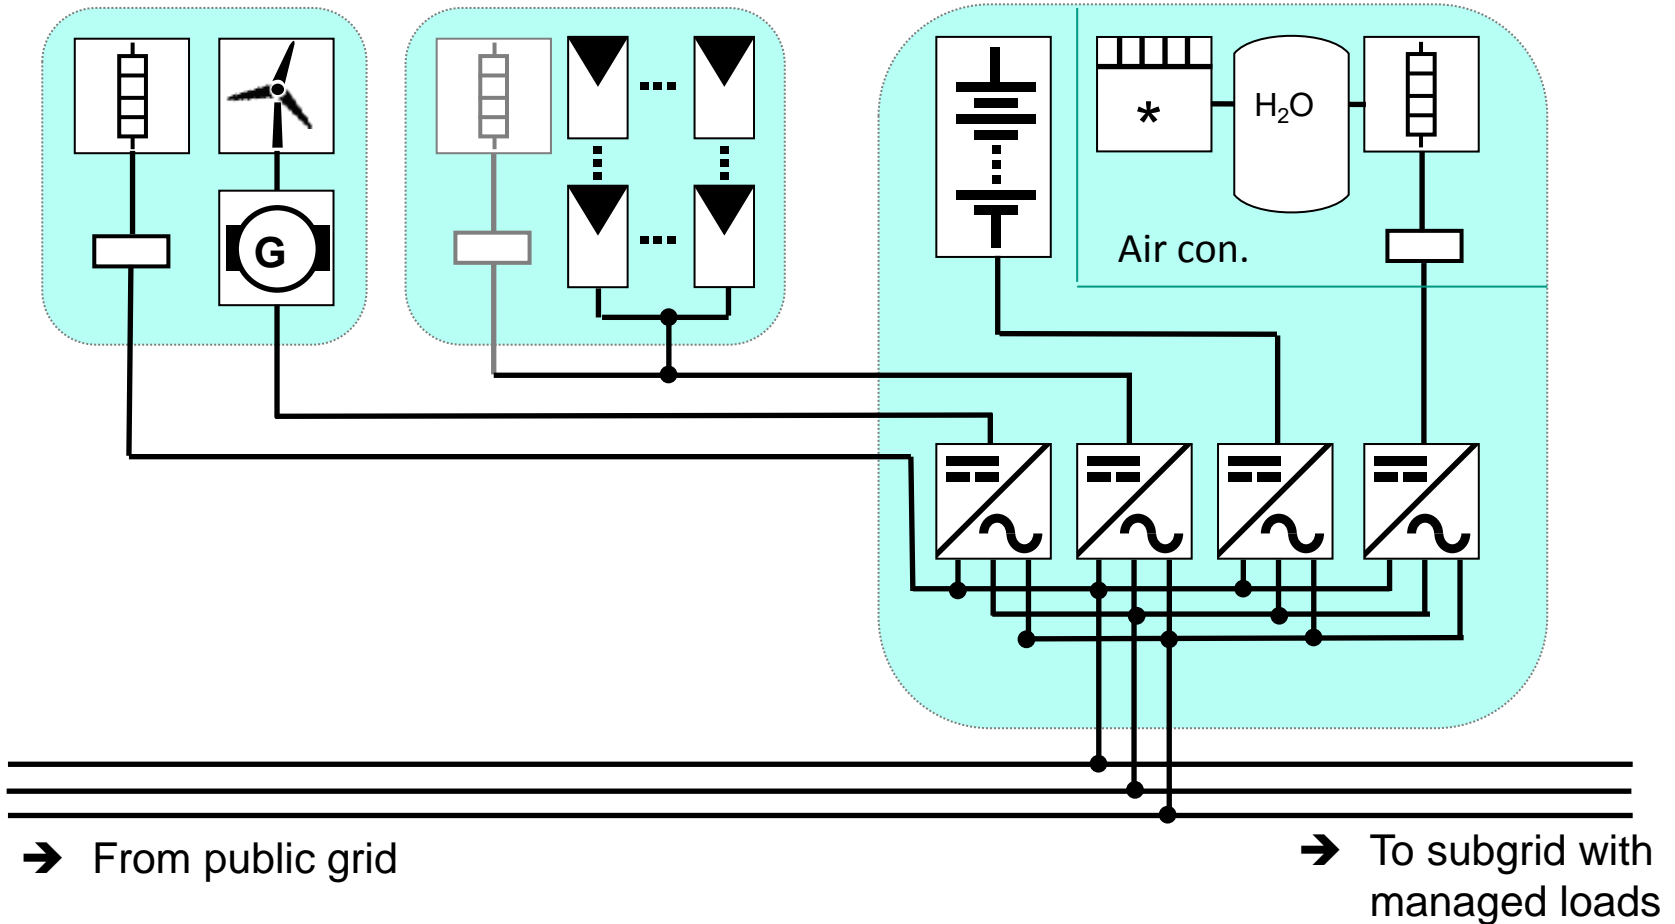 G
*
H₂O
Air con.
➔ From public grid
➔ To subgrid with
managed loads